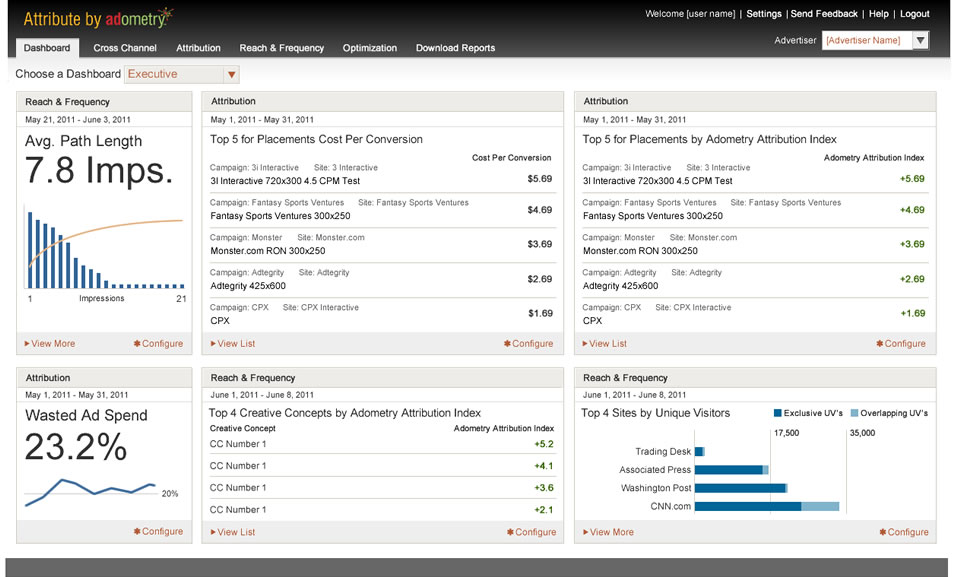 Attribute by adometry
Welcome [user name] | Settings | Send Feedback | Help | Logout
Dashboard Cross Channel Attribution Reach & Frequency Optimization Download Reports
Advertiser [Advertiser Name]
Choose a Dashboard Executive
Reach & Frequency
May 21, 2011 - June 3, 2011
Avg. Path Length
7.8 Imps.
1 Impressions 21
View More Configure
Attribution
May 1, 2011 - May 31, 2011
Top 5 for Placements Cost Per Conversion
Cost Per Conversion
Campaign: 3i Interactive Site: 3 Interactive
3I Interactive 720x300 4.5 CPM Test $5.69
Campaign: Fantasy Sports Ventures Site: Fantasy Sports Ventures
Fantasy Sports Ventures 300x250 $4.69
Campaign: Monster Site: Monster.com
Monster.com RON 300x250 $3.69
Campaign: Adtegrity Site: Adtegrity
Adtegrity 425x600 $2.69
Campaign: CPX Site: CPX Interactive
CPX $1.69
View List Configure
Attribution
May 1, 2011 - May 31, 2011
Top 5 for Placements by Adometry Attribution Index
Adometry Attribution Index
Campaign: 3i Interactive Site: 3 Interactive
3I Interactive 720x300 4.5 CPM Test +5.69
Campaign: Fantasy Sports Ventures Site: Fantasy Sports Ventures
Fantasy Sports Ventures 300x250 +4.69
Campaign: Monster Site: Monster.com
Monster.com RON 300x250 +3.69
Campaign: Adtegrity Site: Adtegrity
Adtegrity 425x600 +2.69
Campaign: CPX Site: CPX Interactive
CPX +1.69
View List Configure
Attribution
May 1, 2011 - May 31, 2011
Wasted Ad Spend
23.2%
20%
Configure
Reach & Frequency
June 1, 2011 - June 8, 2011
Top 4 Creative Concepts by Adometry Attribution Index
Creative Concept Adometry Attribution Index
CC Number 1 +5.2
CC Number 1 +4.1
CC Number 1 +3.6
CC Number 1 +2.1
View List Configure
Reach & Frequency
June 1, 2011 - June 8, 2011
Top 4 Sites by Unique Visitors Exclusive UV's Overlapping UV's
17,500 35,000
Trading Desk
Associated Press
Washington Post
CNN.com
View More Configure